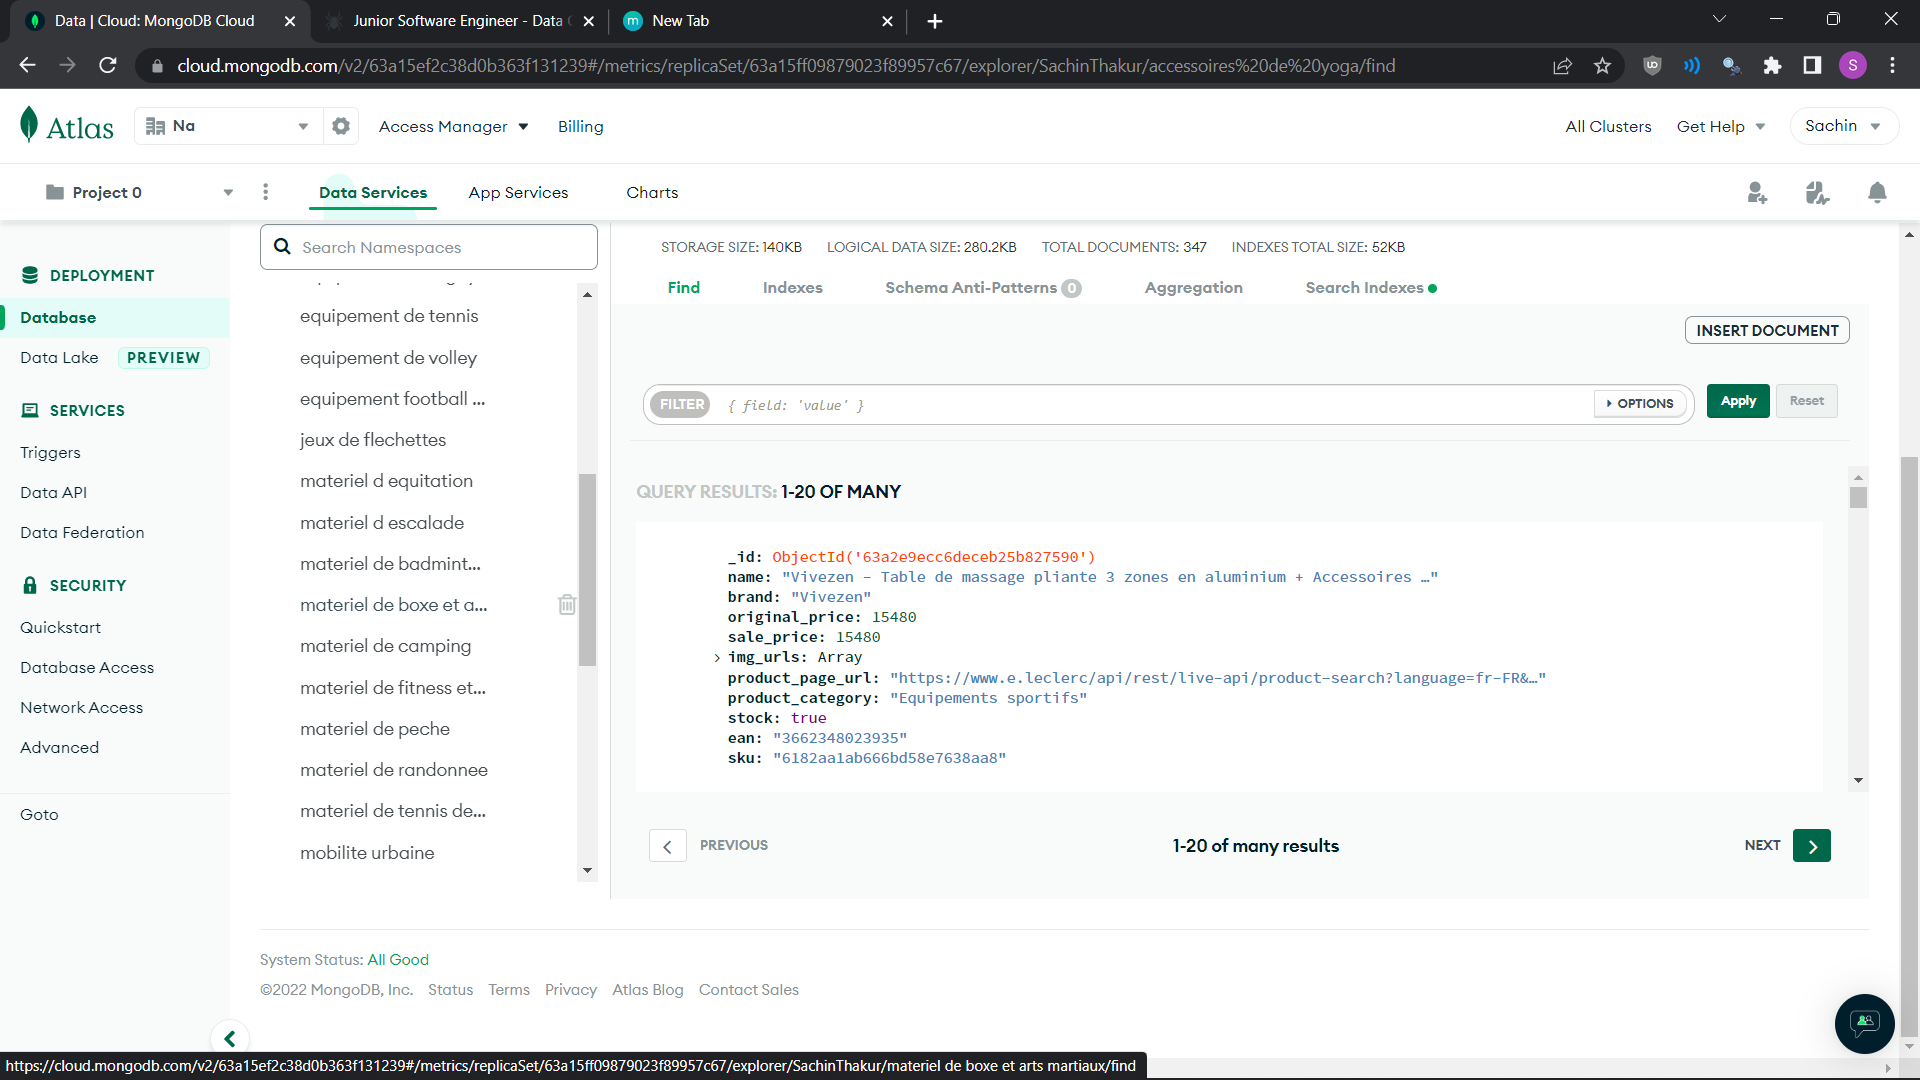 Data | Cloud: MongoDB Cloud
Junior Software Engineer - Data
m New Tab
cloud.mongodb.com/v2/63a15ef2c38d0b363f131239#/metrics/replicaSet/63a15ff09879023f89957c67/explorer/SachinThakur/accessoires%20de%20yoga/find
S
Atlas
Na
Access Manager
Billing
All Clusters
Get Help
Sachin
Project 0
Data Services
App Services
Charts
DEPLOYMENT
Database
Data Lake PREVIEW
SERVICES
Triggers
Data API
Data Federation
SECURITY
Quickstart
Database Access
Network Access
Advanced
Goto
Search Namespaces
equipement de tennis
equipement de volley
equipement football ...
jeux de flechettes
materiel d equitation
materiel d escalade
materiel de badmint...
materiel de boxe et a...
materiel de camping
materiel de fitness et...
materiel de peche
materiel de randonnee
materiel de tennis de...
mobilite urbaine
STORAGE SIZE: 140KB LOGICAL DATA SIZE: 280.2KB TOTAL DOCUMENTS: 347 INDEXES TOTAL SIZE: 52KB
Find Indexes Schema Anti-Patterns 0 Aggregation Search Indexes
INSERT DOCUMENT
FILTER { field: 'value' } OPTIONS Apply Reset
QUERY RESULTS: 1-20 OF MANY
_id: ObjectId('63a2e9ecc6deceb25b827590')
name: "Vivezen - Table de massage pliante 3 zones en aluminium + Accessoires …"
brand: "Vivezen"
original_price: 15480
sale_price: 15480
img_urls: Array
product_page_url: "https://www.e.leclerc/api/rest/live-api/product-search?language=fr-FR&…"
product_category: "Equipements sportifs"
stock: true
ean: "3662348023935"
sku: "6182aa1ab666bd58e7638aa8"
PREVIOUS 1-20 of many results NEXT
System Status: All Good
©2022 MongoDB, Inc. Status Terms Privacy Atlas Blog Contact Sales
https://cloud.mongodb.com/v2/63a15ef2c38d0b363f131239#/metrics/replicaSet/63a15ff09879023f89957c67/explorer/SachinThakur/materiel de boxe et arts martiaux/find